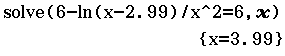 solve(6-ln(x-2.99)/x^2=6,x)
{x=3.99}